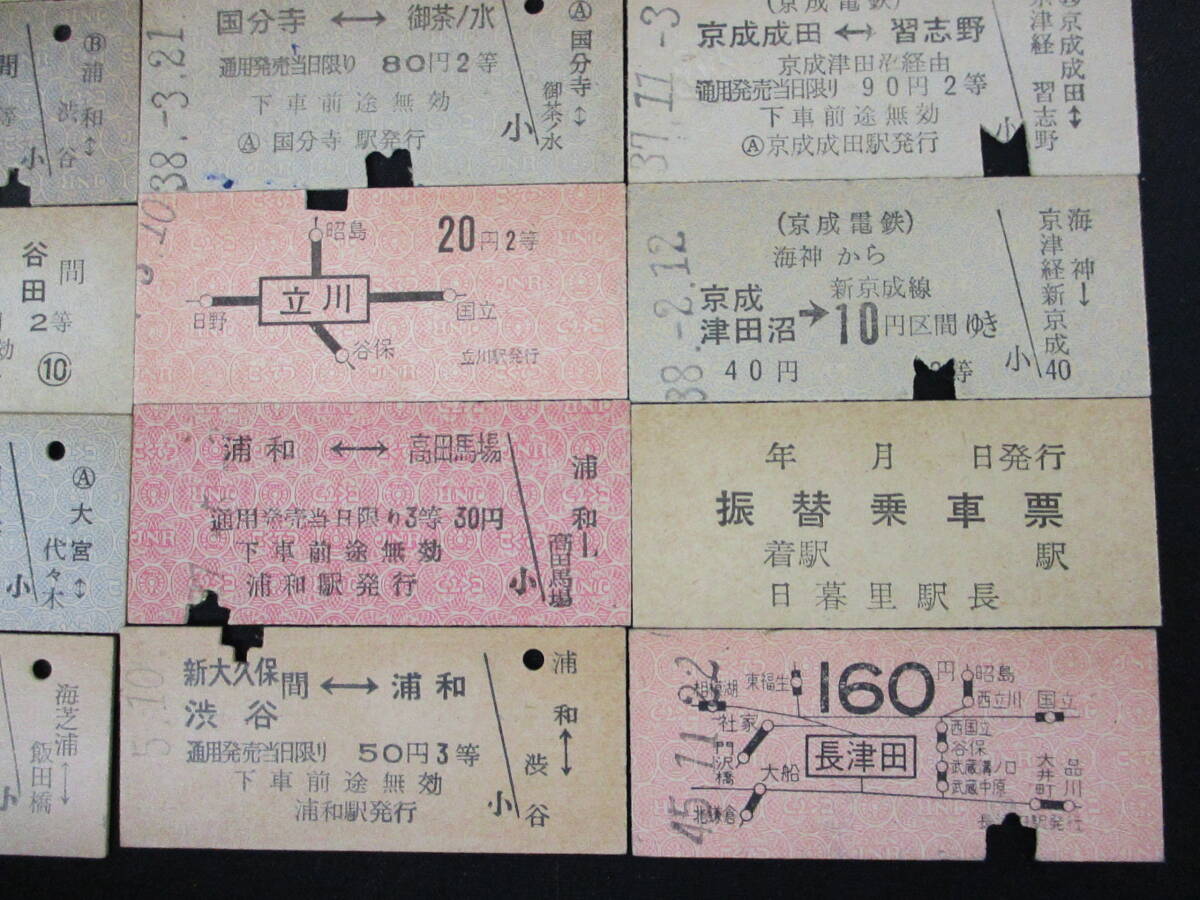 間
等
小
Ⓑ浦和↔
渋谷
国分寺 ↔ 御茶ノ水
通用発売当日限り 80円2等
下車前途無効
Ⓐ 国分寺 駅発行
小
Ⓐ国分寺↔
御茶ノ水
38.-3.21
(京成電鉄)
京成成田 ↔ 習志野
京成津田沼経由
通用発売当日限り 90円2等
下車前途無効
Ⓐ京成成田駅発行
小
京成成田↕
京津経 習志野
37.11.-3
谷 間
田
2等
⑩
20円2等
昭島
立川
日野
国立
谷保
立川駅発行
10
(京成電鉄)
海神から
京成
津田沼
→
新京成線
10円区間ゆき
40円
等
小
海神→
京津経新京成40
38.-2.12
Ⓐ大宮↕
代々木
小
浦和 ↔ 高田馬場
通用発売当日限り3等 30円
下車前途無効
浦和駅発行
小
浦和
高田馬場
年 月 日発行
振替乗車票
着駅 駅
日暮里駅長
海芝浦↔
飯田橋
小
新大久保
渋谷
間 ↔ 浦和
通用発売当日限り 50円3等
下車前途無効
浦和駅発行
小
浦和↔
渋谷
5.10
160円
相模湖
東福生
昭島
西立川
国立
社家
門沢橋
西国立
谷保
武蔵溝ノ口
武蔵中原
長津田
大船
北鎌倉
大井町
品川
駅発行
45.11.22